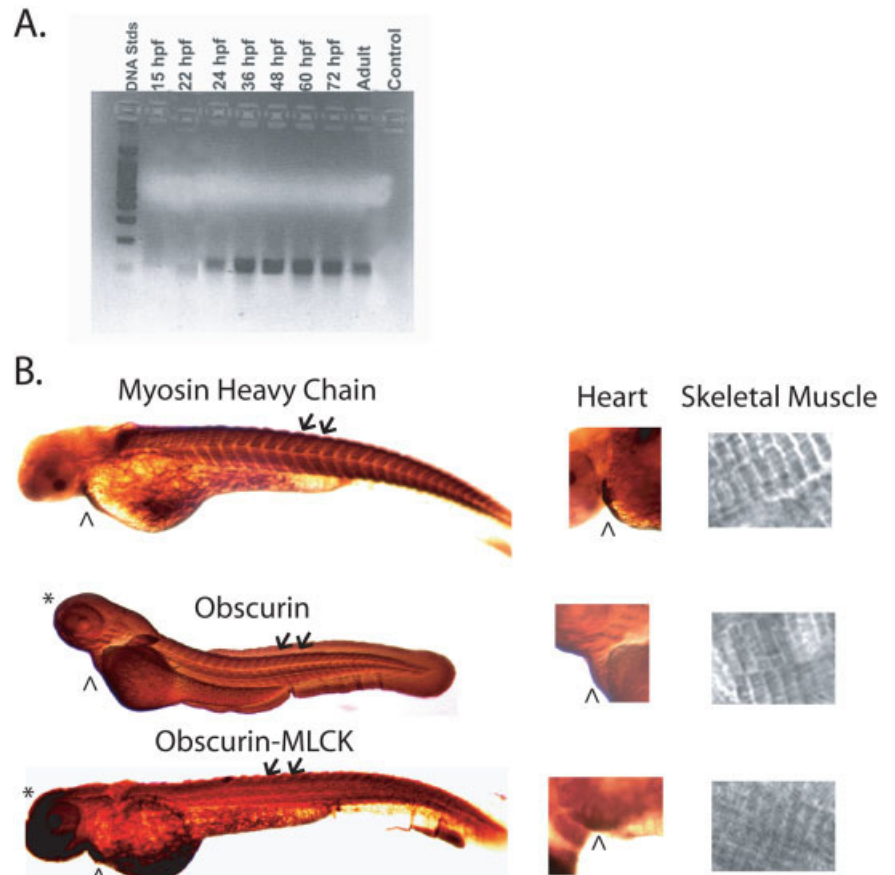 A.
DNA Stds
15 hpf
22 hpf
24 hpf
36 hpf
48 hpf
60 hpf
72 hpf
Adult
Control
B.
Myosin Heavy Chain
Heart
Skeletal Muscle
^
^
*
Obscurin
^
^
Obscurin-MLCK
*
^
^